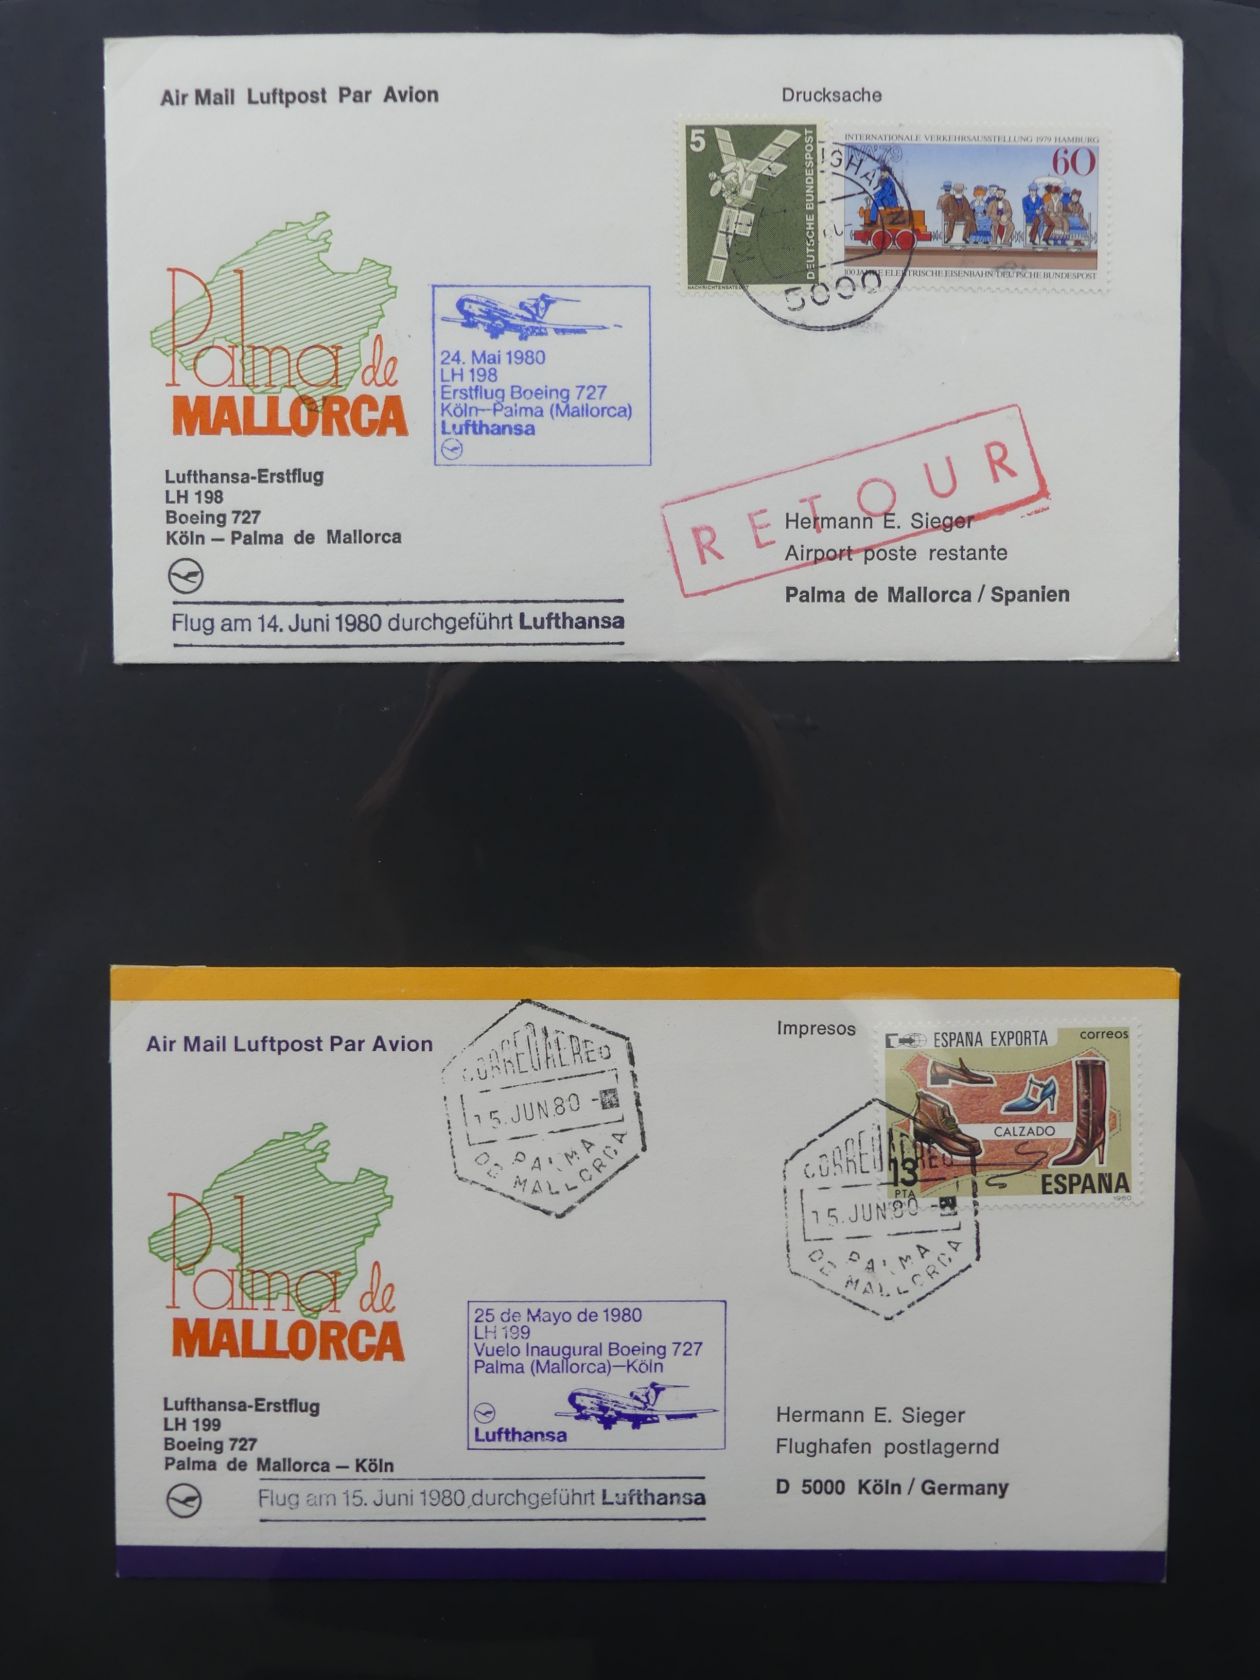 Air Mail Luftpost Par Avion
Drucksache
5
DEUTSCHE BUNDESPOST
INTERNATIONALE VERKEHRSAUSSTELLUNG 1979 HAMBURG
60
100 JAHRE ELEKTRISCHE EISENBAHN/DEUTSCHE BUNDESPOST
5000
Palma de
MALLORCA
24. Mai 1980
LH 198
Erstflug Boeing 727
Köln–Palma (Mallorca)
Lufthansa
RETOUR
Lufthansa-Erstflug
LH 198
Boeing 727
Köln – Palma de Mallorca
Hermann E. Sieger
Airport poste restante
Palma de Mallorca / Spanien
Flug am 14. Juni 1980 durchgeführt Lufthansa
Air Mail Luftpost Par Avion
CORREO AEREO
15. JUN 80
PALMA
DE MALLORCA
Impresos
ESPAÑA EXPORTA
correos
CALZADO
13
PTA
ESPAÑA
1980
CORREO AEREO
15. JUN 80
PALMA
DE MALLORCA
Palma de
MALLORCA
25 de Mayo de 1980
LH 199
Vuelo Inaugural Boeing 727
Palma (Mallorca)–Köln
Lufthansa
Lufthansa-Erstflug
LH 199
Boeing 727
Palma de Mallorca – Köln
Hermann E. Sieger
Flughafen postlagernd
D 5000 Köln / Germany
Flug am 15. Juni 1980 durchgeführt Lufthansa